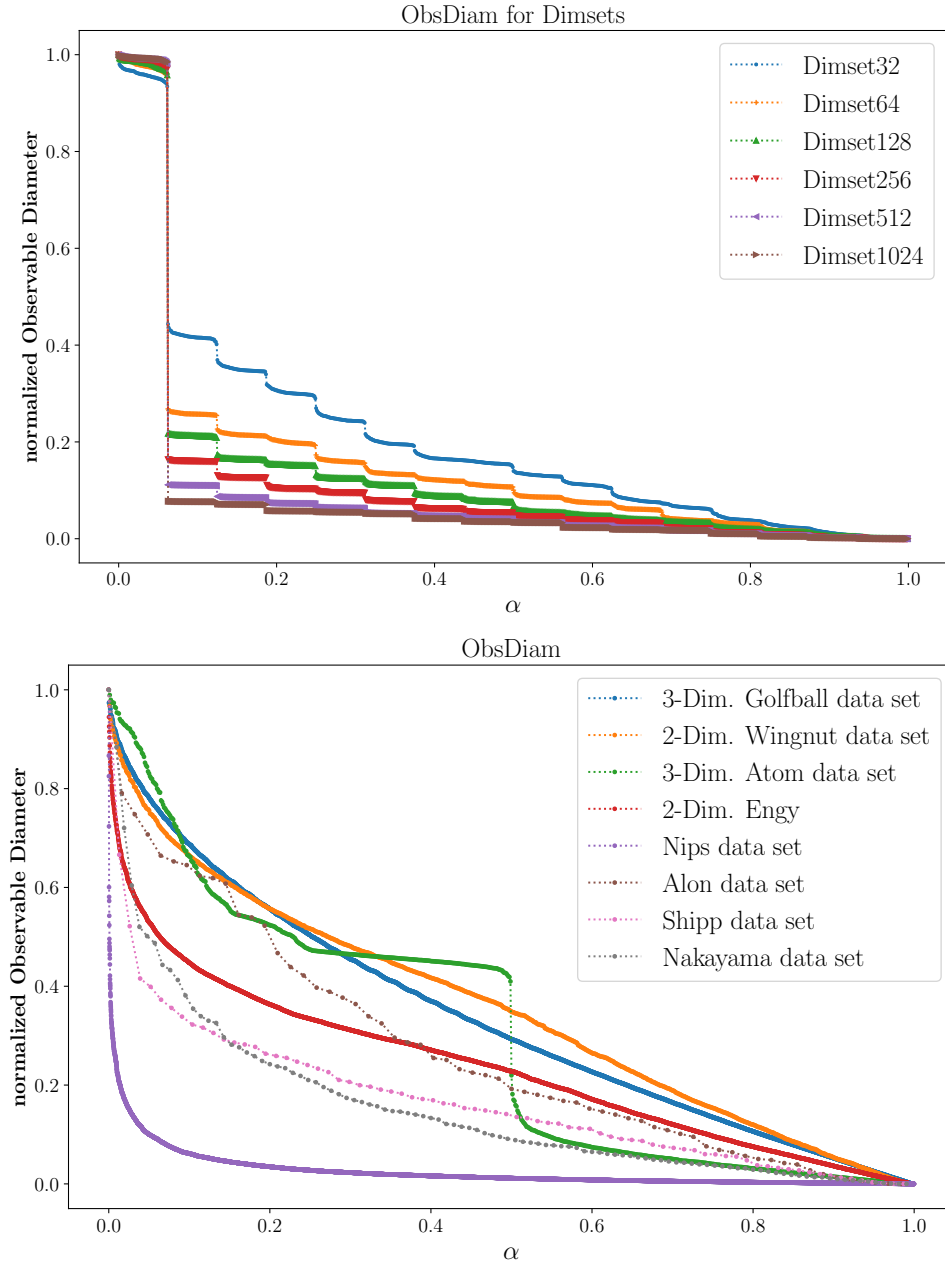 ObsDiam for Dimsets
normalized Observable Diameter
1.0
0.8
0.6
0.4
0.2
0.0
Dimset32
Dimset64
Dimset128
Dimset256
Dimset512
Dimset1024
0.0 0.2 0.4 0.6 0.8 1.0
α
ObsDiam
normalized Observable Diameter
1.0
0.8
0.6
0.4
0.2
0.0
3-Dim. Golfball data set
2-Dim. Wingnut data set
3-Dim. Atom data set
2-Dim. Engy
Nips data set
Alon data set
Shipp data set
Nakayama data set
0.0 0.2 0.4 0.6 0.8 1.0
α